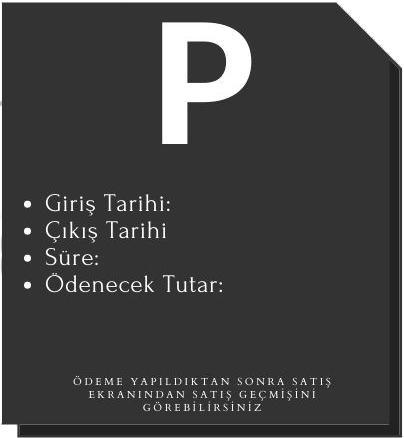 P
• Giriş Tarihi:
• Çıkış Tarihi
• Süre:
• Ödenecek Tutar:
ÖDEME YAPILDIKTAN SONRA SATIŞ
EKRANINDAN SATIŞ GEÇMİŞİNİ
GÖREBİLİRSİNİZ